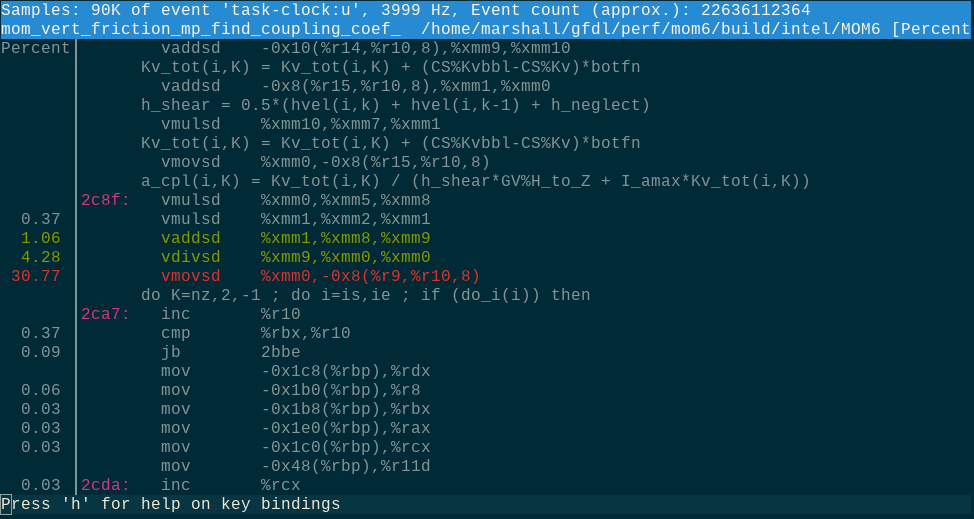 Samples: 90K of event 'task-clock:u', 3999 Hz, Event count (approx.): 22636112364
mom_vert_friction_mp_find_coupling_coef_  /home/marshall/gfdl/perf/mom6/build/intel/MOM6 [Percent
Percent│        vaddsd    -0x10(%r14,%r10,8),%xmm9,%xmm10
Kv_tot(i,K) = Kv_tot(i,K) + (CS%Kvbbl-CS%Kv)*botfn
vaddsd    -0x8(%r15,%r10,8),%xmm1,%xmm0
h_shear = 0.5*(hvel(i,k) + hvel(i,k-1) + h_neglect)
vmulsd    %xmm10,%xmm7,%xmm1
Kv_tot(i,K) = Kv_tot(i,K) + (CS%Kvbbl-CS%Kv)*botfn
vmovsd    %xmm0,-0x8(%r15,%r10,8)
a_cpl(i,K) = Kv_tot(i,K) / (h_shear*GV%H_to_Z + I_amax*Kv_tot(i,K))
2c8f:   vmulsd    %xmm0,%xmm5,%xmm8
0.37 │        vmulsd    %xmm1,%xmm2,%xmm1
1.06 │        vaddsd    %xmm1,%xmm8,%xmm9
4.28 │        vdivsd    %xmm9,%xmm0,%xmm0
30.77 │        vmovsd    %xmm0,-0x8(%r9,%r10,8)
do K=nz,2,-1 ; do i=is,ie ; if (do_i(i)) then
2ca7:   inc       %r10
0.37 │        cmp       %rbx,%r10
0.09 │        jb        2bbe
mov       -0x1c8(%rbp),%rdx
0.06 │        mov       -0x1b0(%rbp),%r8
0.03 │        mov       -0x1b8(%rbp),%rbx
0.03 │        mov       -0x1e0(%rbp),%rax
0.03 │        mov       -0x1c0(%rbp),%rcx
mov       -0x48(%rbp),%r11d
0.03 │2cda:   inc       %rcx
Press 'h' for help on key bindings